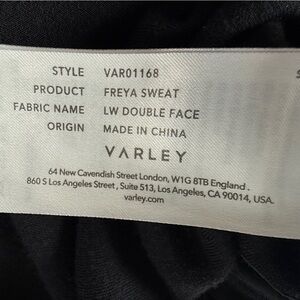 STYLE VAR01168
PRODUCT FREYA SWEAT
FABRIC NAME LW DOUBLE FACE
ORIGIN MADE IN CHINA
VARLEY
64 New Cavendish Street London, W1G 8TB England.
860 S Los Angeles Street, Suite 513, Los Angeles, CA 90014, USA.
varley.com